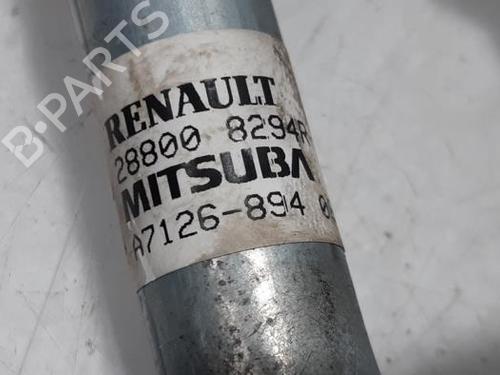 B-PARTS
RENAULT
28800 8294R
MITSUBA
A7126-894 0